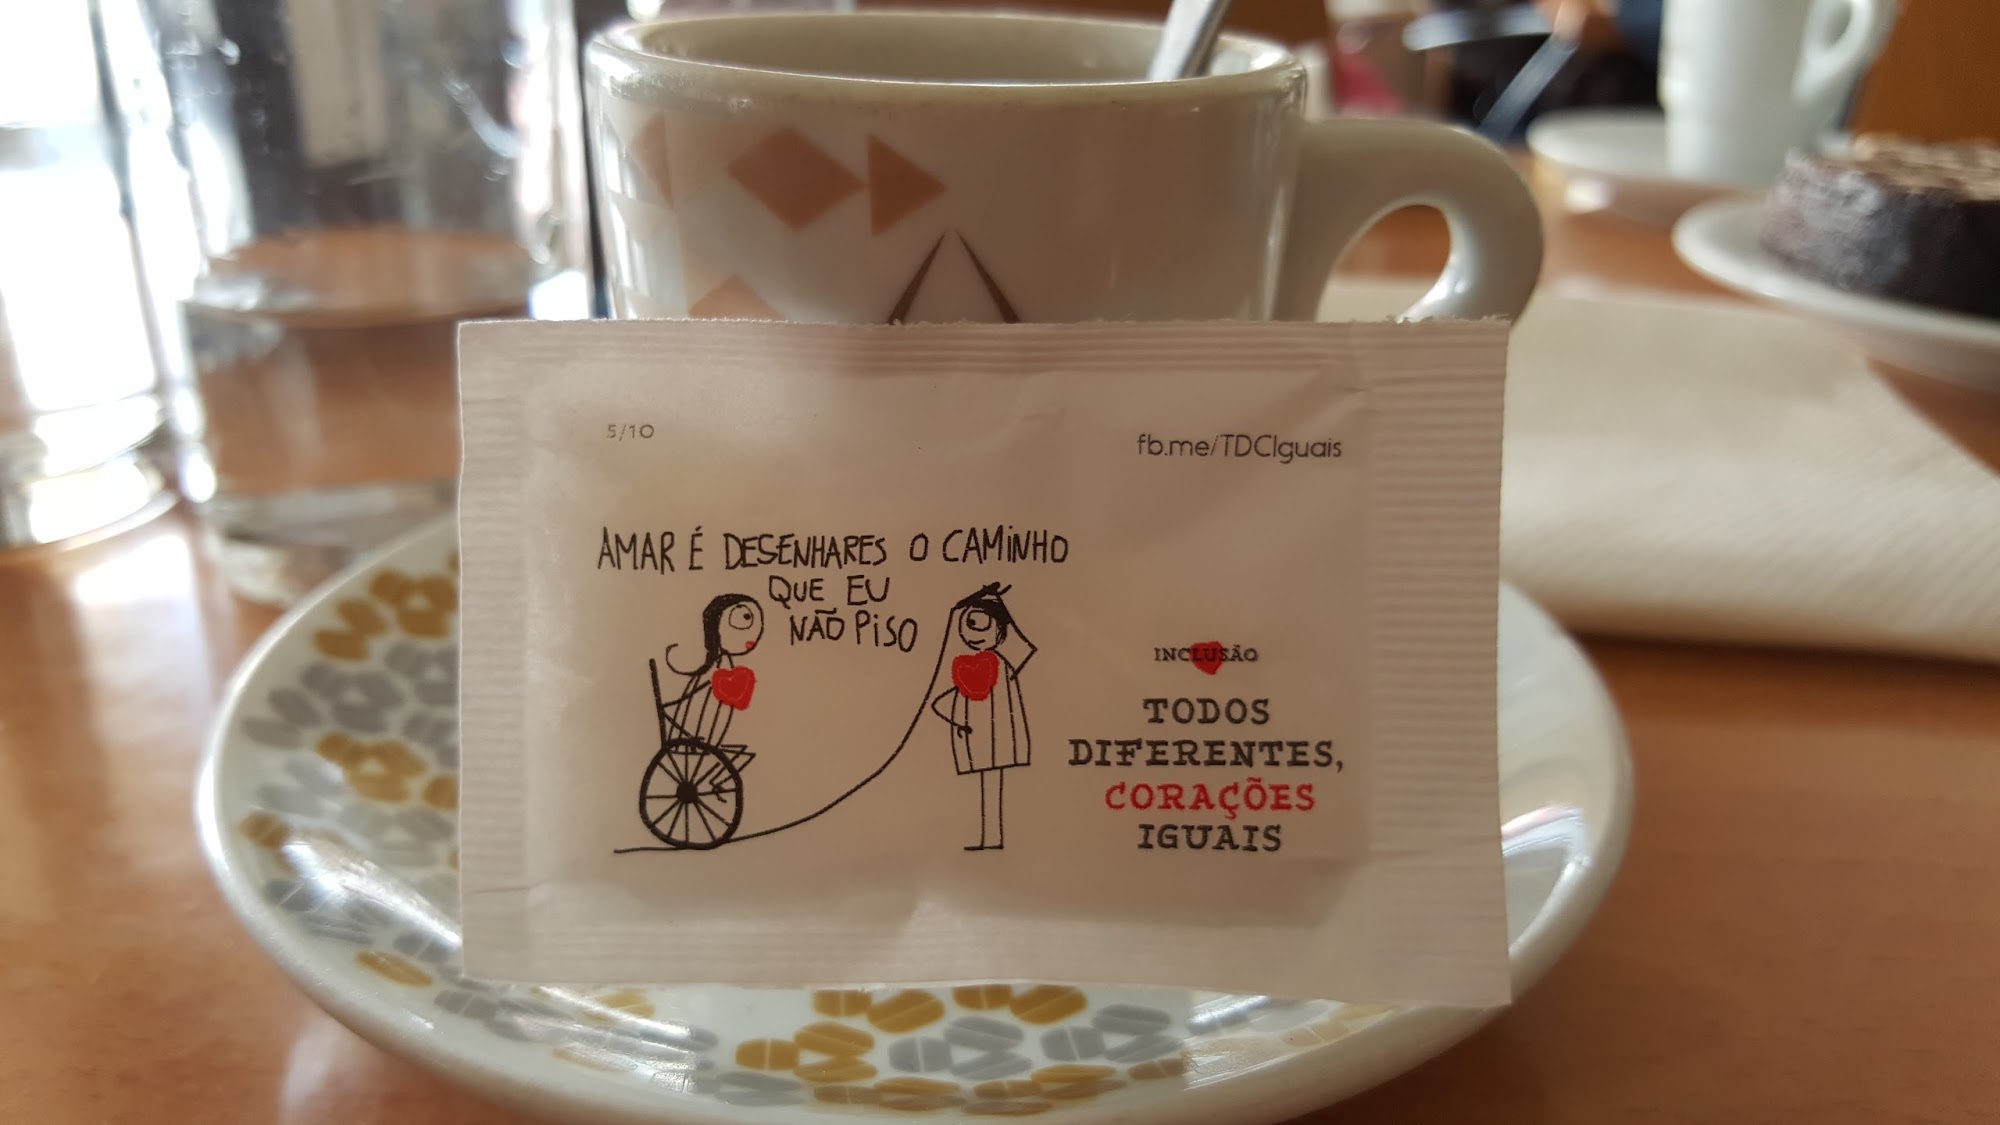 5/10
fb.me/TDCIguais
AMAR É DESENHARES O CAMINHO
QUE EU
NÃO PISO
INCLUSÃO
TODOS
DIFERENTES,
CORAÇÕES
IGUAIS